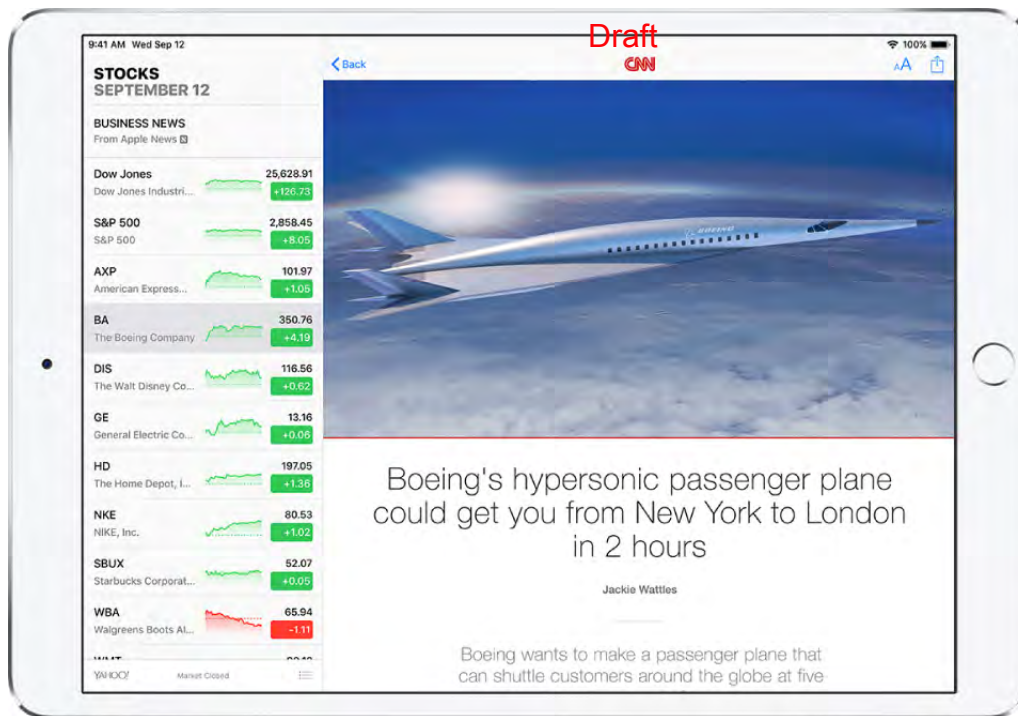 Draft
9:41 AM Wed Sep 12
100%
STOCKS
SEPTEMBER 12
BUSINESS NEWS
From Apple News
Dow Jones 25,628.91
Dow Jones Industri... +126.73
S&P 500 2,858.45
S&P 500 +8.05
AXP 101.97
American Express... +1.05
BA 350.76
The Boeing Company +4.19
DIS 116.56
The Walt Disney Co... +0.62
GE 13.16
General Electric Co... +0.06
HD 197.05
The Home Depot, I... +1.36
NKE 80.53
NIKE, Inc. +1.02
SBUX 52.07
Starbucks Corporat... +0.05
WBA 65.94
Walgreens Boots Al... -1.11
YAHOO! Market Closed
Back
CNN
AA
BOEING
Boeing's hypersonic passenger plane
could get you from New York to London
in 2 hours
Jackie Wattles
Boeing wants to make a passenger plane that
can shuttle customers around the globe at five